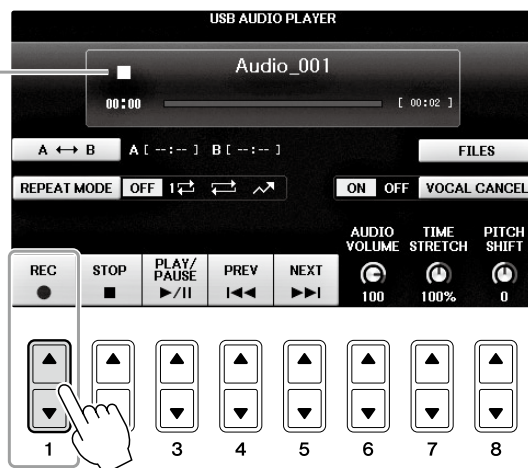 USB AUDIO PLAYER
Audio_001
00:00 [ 00:02 ]
A ↔ B A [ --:-- ] B [ --:-- ] FILES
REPEAT MODE OFF 1 ON OFF VOCAL CANCEL
AUDIO VOLUME TIME STRETCH PITCH SHIFT
REC STOP PLAY/PAUSE PREV NEXT
100 100% 0
1 3 4 5 6 7 8